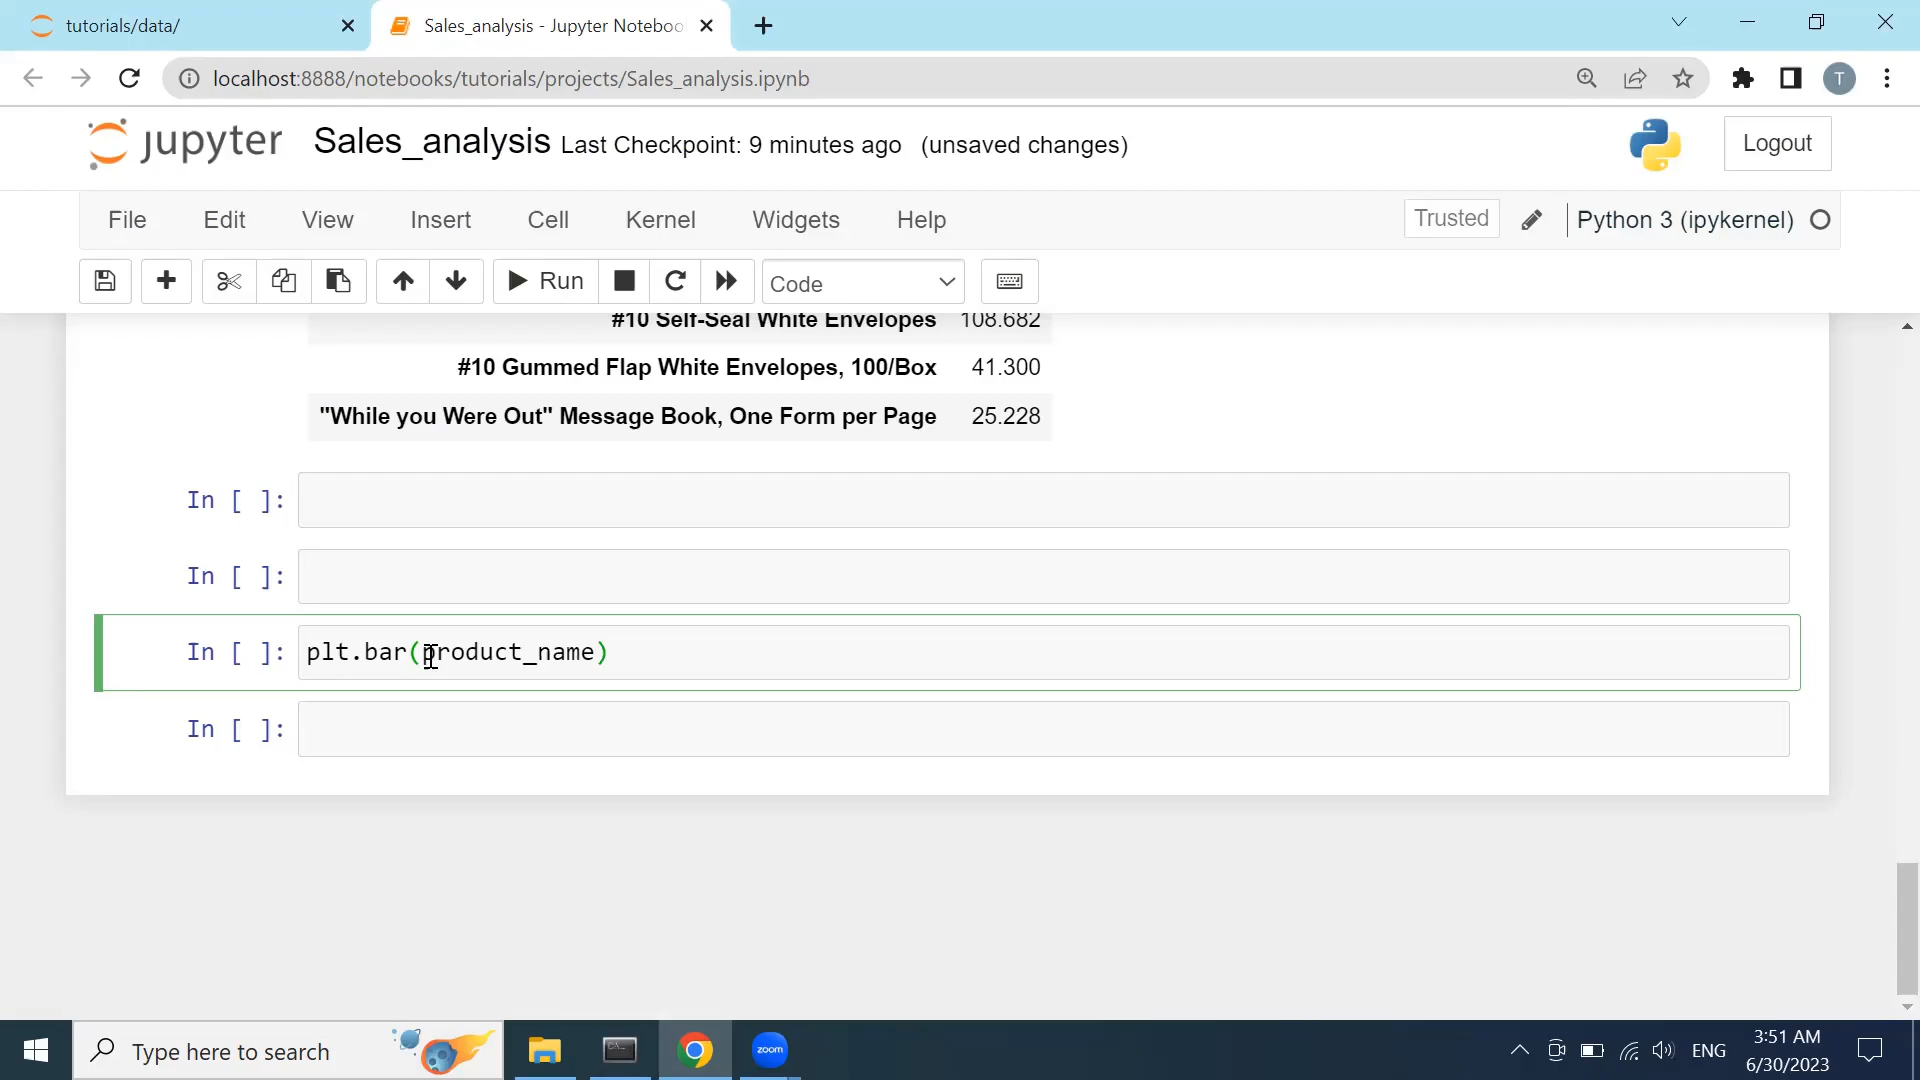 tutorials/data/
Sales_analysis - Jupyter Noteboo
localhost:8888/notebooks/tutorials/projects/Sales_analysis.ipynb
T
jupyter Sales_analysis Last Checkpoint: 9 minutes ago (unsaved changes)
Logout
File Edit View Insert Cell Kernel Widgets Help
Trusted Python 3 (ipykernel)
Run Code
#10 Self-Seal White Envelopes 108.682
#10 Gummed Flap White Envelopes, 100/Box 41.300
"While you Were Out" Message Book, One Form per Page 25.228
In [ ]:
In [ ]:
In [ ]: plt.bar(product_name)
In [ ]:
Type here to search
zoom
ENG
3:51 AM
6/30/2023